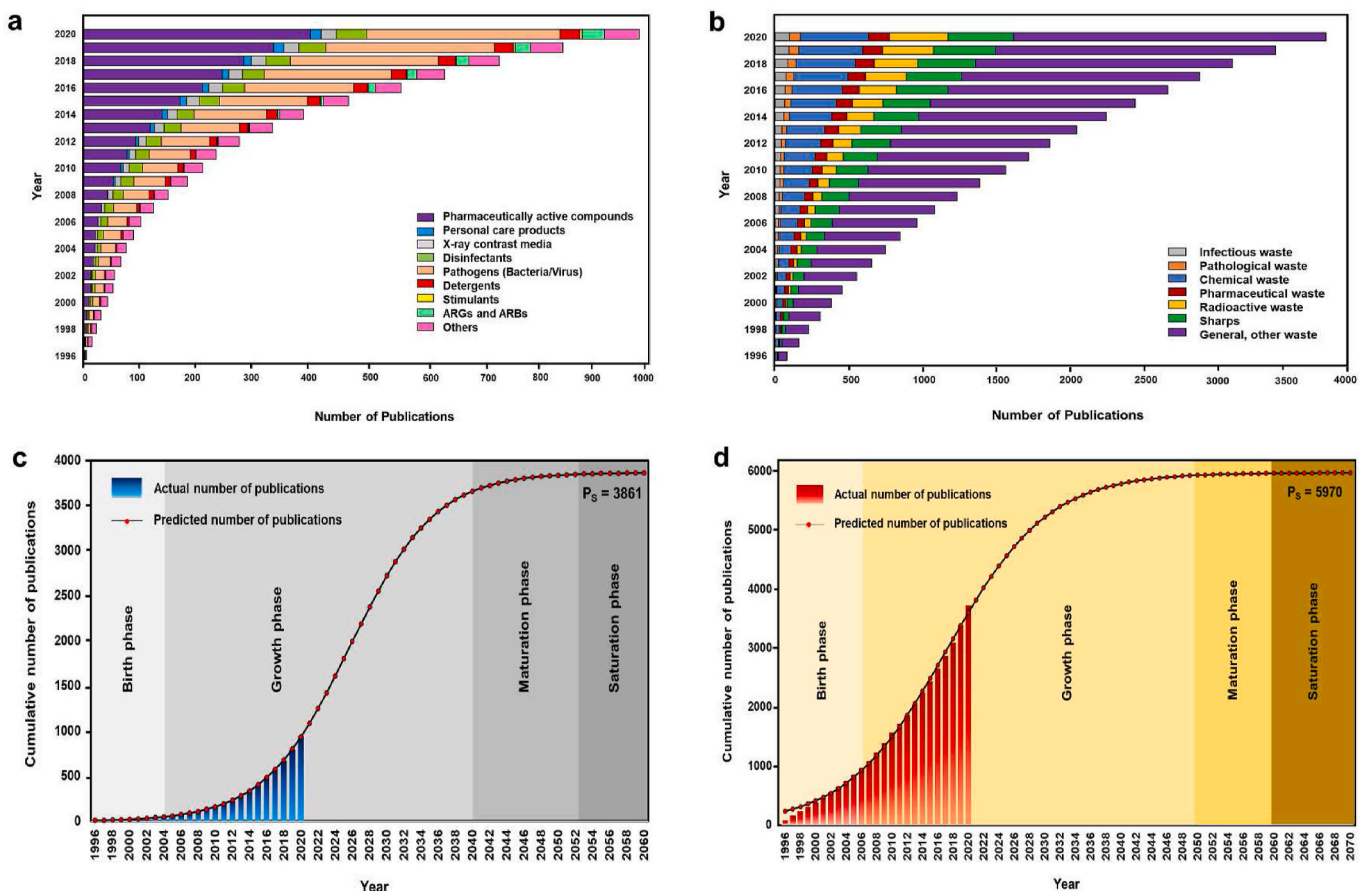 a
2020
2018
2016
2014
2012
2010
2008
2006
2004
2002
2000
1998
1996
Year
Pharmaceutically active compounds
Personal care products
X-ray contrast media
Disinfectants
Pathogens (Bacteria/Virus)
Detergents
Stimulants
ARGs and ARBs
Others
0 100 200 300 400 500 600 700 800 900 1000
Number of Publications
b
2020
2018
2016
2014
2012
2010
2008
2006
2004
2002
2000
1998
1996
Year
Infectious waste
Pathological waste
Chemical waste
Pharmaceutical waste
Radioactive waste
Sharps
General, other waste
0 500 1000 1500 2000 2500 3000 3500 4000
Number of Publications
c
4000
3500
3000
2500
2000
1500
1000
500
0
Cumulative number of publications
Actual number of publications
Predicted number of publications
PS = 3861
Birth phase
Growth phase
Maturation phase
Saturation phase
1996 1998 2000 2002 2004 2006 2008 2010 2012 2014 2016 2018 2020 2022 2024 2026 2028 2030 2032 2034 2036 2038 2040 2042 2044 2046 2048 2050 2052 2054 2056 2058 2060
Year
d
6000
5000
4000
3000
2000
1000
0
Cumulative number of publications
Actual number of publications
Predicted number of publications
PS = 5970
Birth phase
Growth phase
Maturation phase
Saturation phase
1996 1998 2000 2002 2004 2006 2008 2010 2012 2014 2016 2018 2020 2022 2024 2026 2028 2030 2032 2034 2036 2038 2040 2042 2044 2046 2048 2050 2052 2054 2056 2058 2060 2062 2064 2066 2068 2070
Year